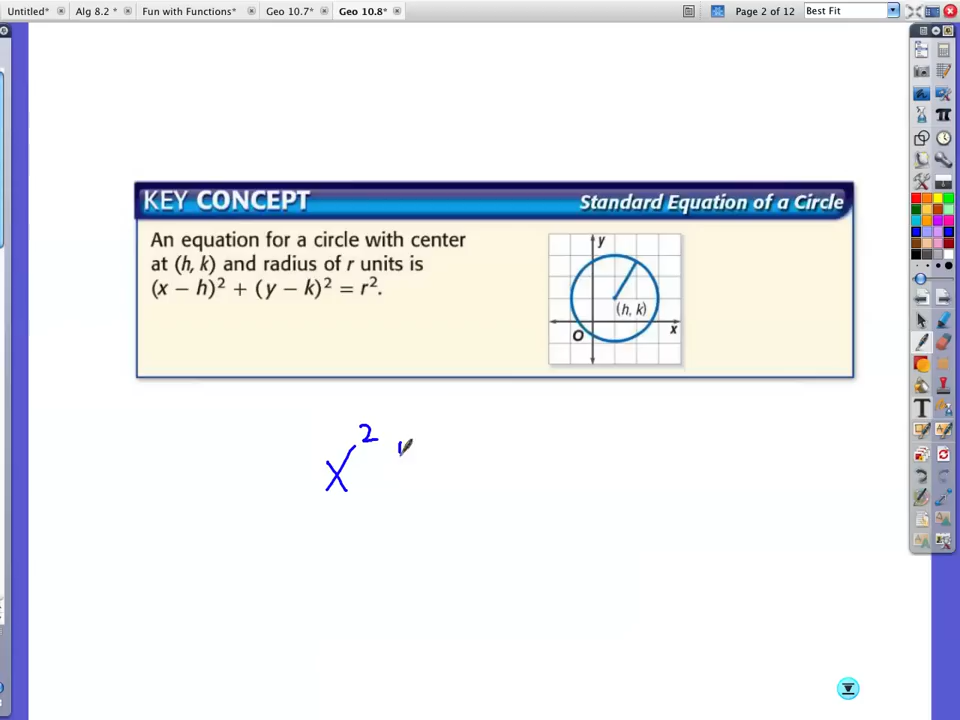 Untitled* Alg 8.2 * Fun with Functions* Geo 10.7* Geo 10.8* Page 2 of 12 Best Fit
KEY CONCEPT Standard Equation of a Circle
An equation for a circle with center
at (h, k) and radius of r units is
(x − h)² + (y − k)² = r².
y
(h, k)
O x
x²
T